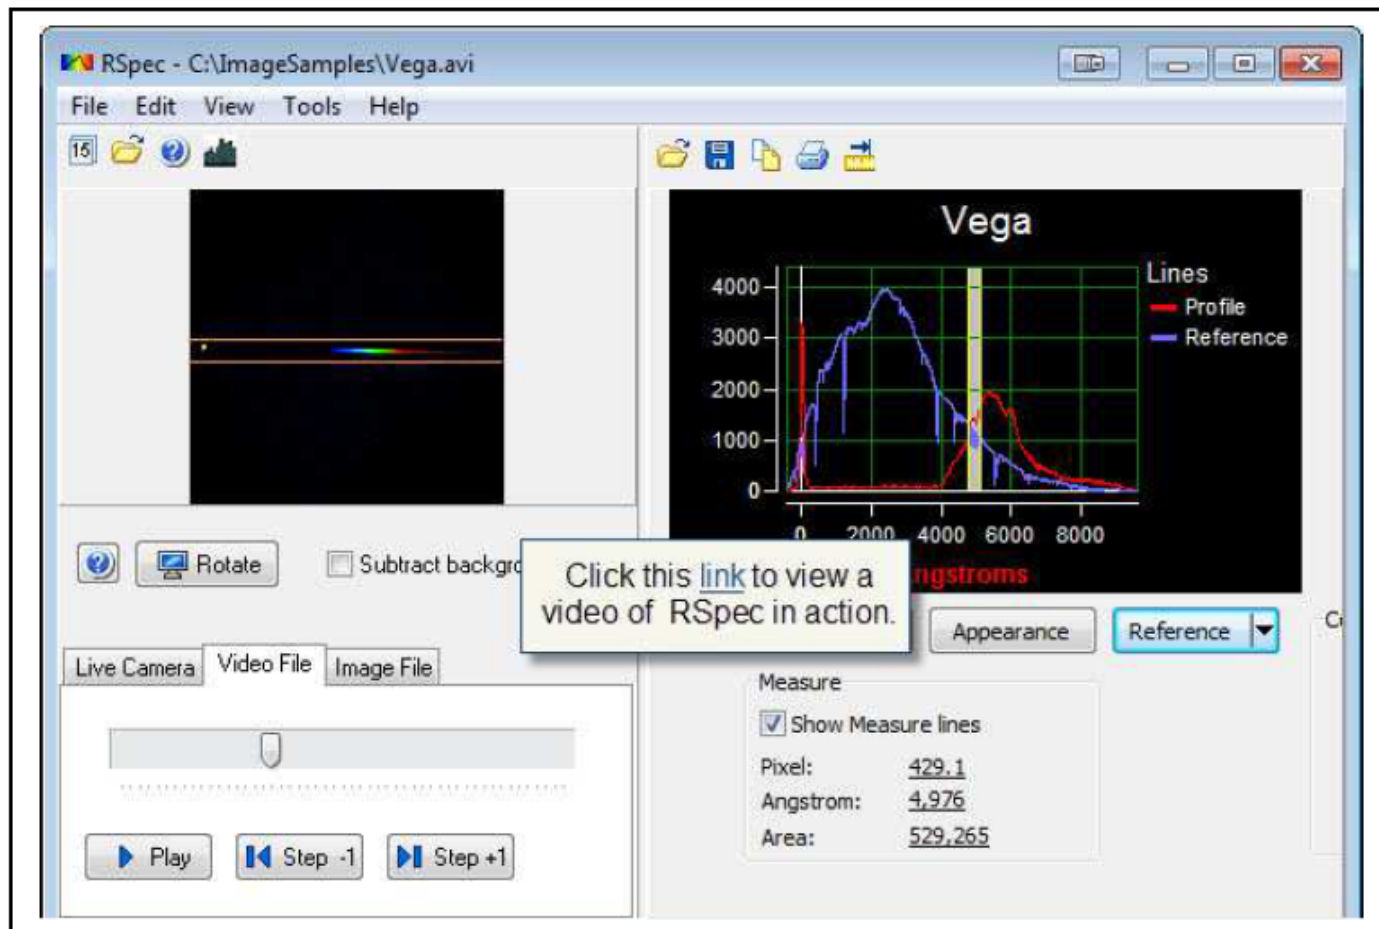 RSpec - C:\ImageSamples\Vega.avi
File Edit View Tools Help
15
Vega
4000
3000
2000
1000
0
Lines
Profile
Reference
0 2000 4000 6000 8000
ngstroms
Rotate
Subtract backgro
Click this link to view a
video of RSpec in action.
Appearance
Reference
Live Camera Video File Image File
Measure
Show Measure lines
Pixel: 429.1
Angstrom: 4,976
Area: 529,265
Play Step -1 Step +1